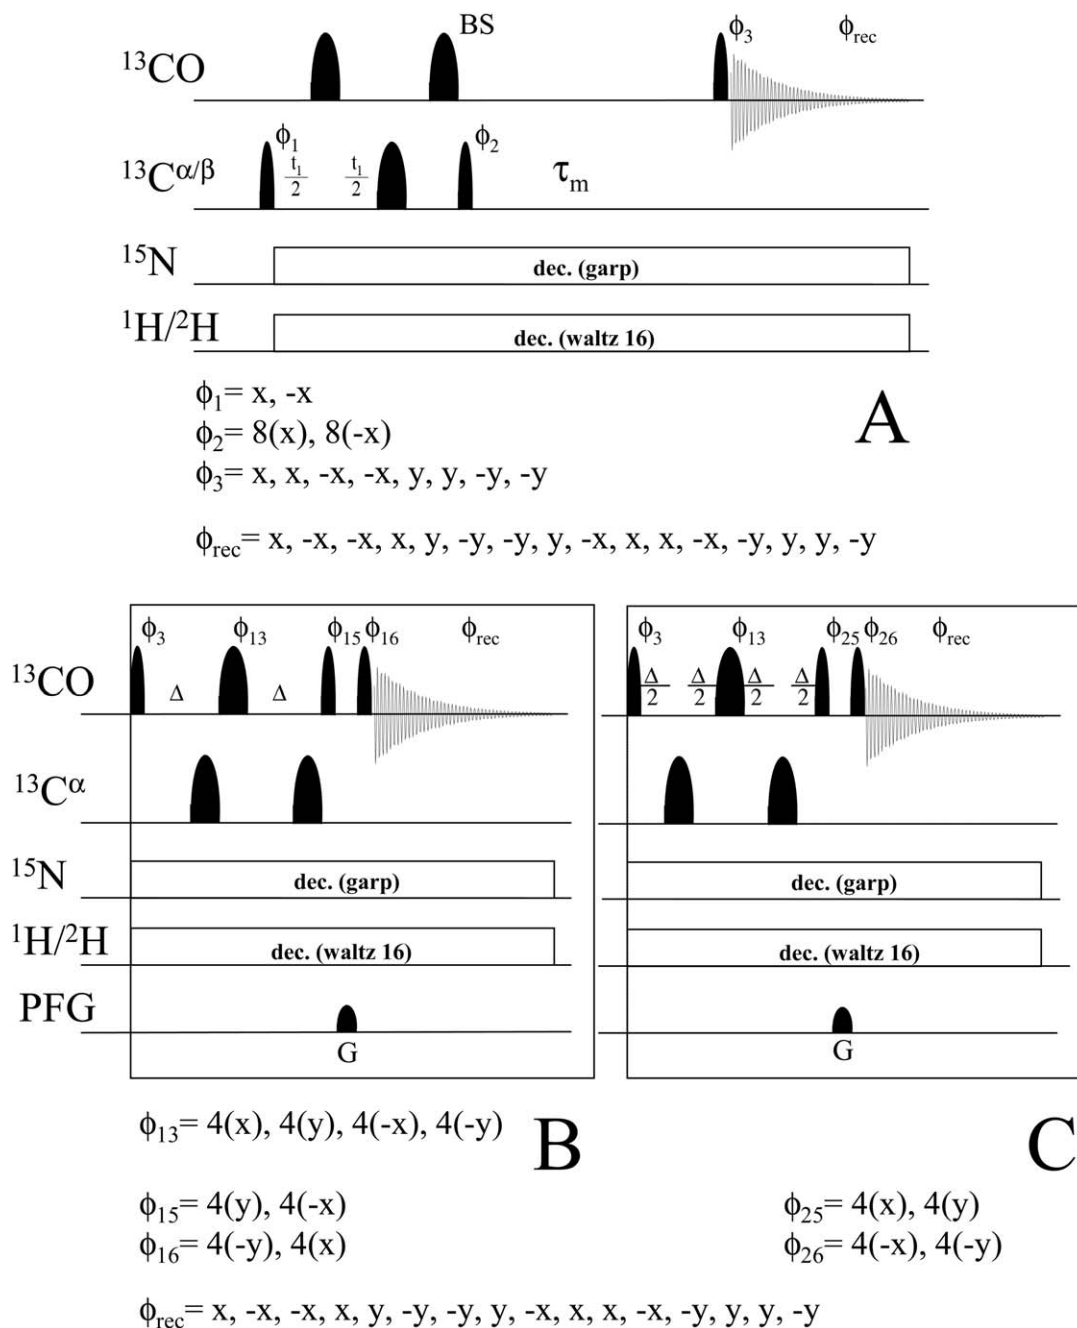 BS
ϕ3 ϕrec
13CO
ϕ1 ϕ2
13Cα/β t1/2 t1/2 τm
15N dec. (garp)
1H/2H dec. (waltz 16)
ϕ1= x, -x
ϕ2= 8(x), 8(-x)
ϕ3= x, x, -x, -x, y, y, -y, -y
A
ϕrec= x, -x, -x, x, y, -y, -y, y, -x, x, x, -x, -y, y, y, -y
ϕ3 ϕ13 ϕ15 ϕ16 ϕrec
13CO Δ Δ
13Cα
15N dec. (garp)
1H/2H dec. (waltz 16)
PFG
G
ϕ3 ϕ13 ϕ25 ϕ26 ϕrec
Δ/2 Δ/2 Δ/2 Δ/2
dec. (garp)
dec. (waltz 16)
G
ϕ13= 4(x), 4(y), 4(-x), 4(-y)
B
C
ϕ15= 4(y), 4(-x)
ϕ16= 4(-y), 4(x)
ϕ25= 4(x), 4(y)
ϕ26= 4(-x), 4(-y)
ϕrec= x, -x, -x, x, y, -y, -y, y, -x, x, x, -x, -y, y, y, -y